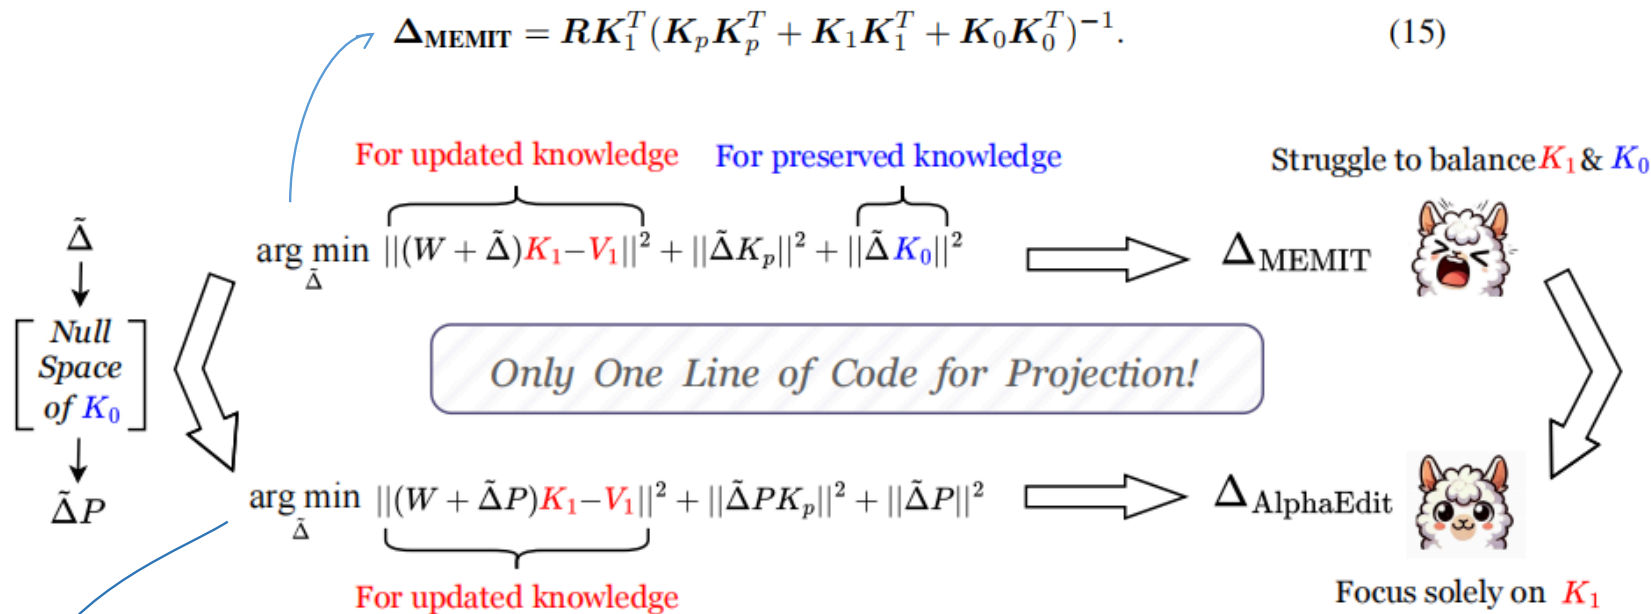 Δ_MEMIT = RK_1^T(K_pK_p^T + K_1K_1^T + K_0K_0^T)^{-1}. (15)
For updated knowledge
For preserved knowledge
Struggle to balance K_1 & K_0
Δ̃
arg min_Δ̃ ||(W + Δ̃)K_1−V_1||² + ||Δ̃K_p||² + ||Δ̃K_0||²
Δ_MEMIT
Null
Space
of K_0
Only One Line of Code for Projection!
Δ̃P
arg min_Δ̃ ||(W + Δ̃P)K_1−V_1||² + ||Δ̃PK_p||² + ||Δ̃P||²
Δ_AlphaEdit
For updated knowledge
Focus solely on K_1